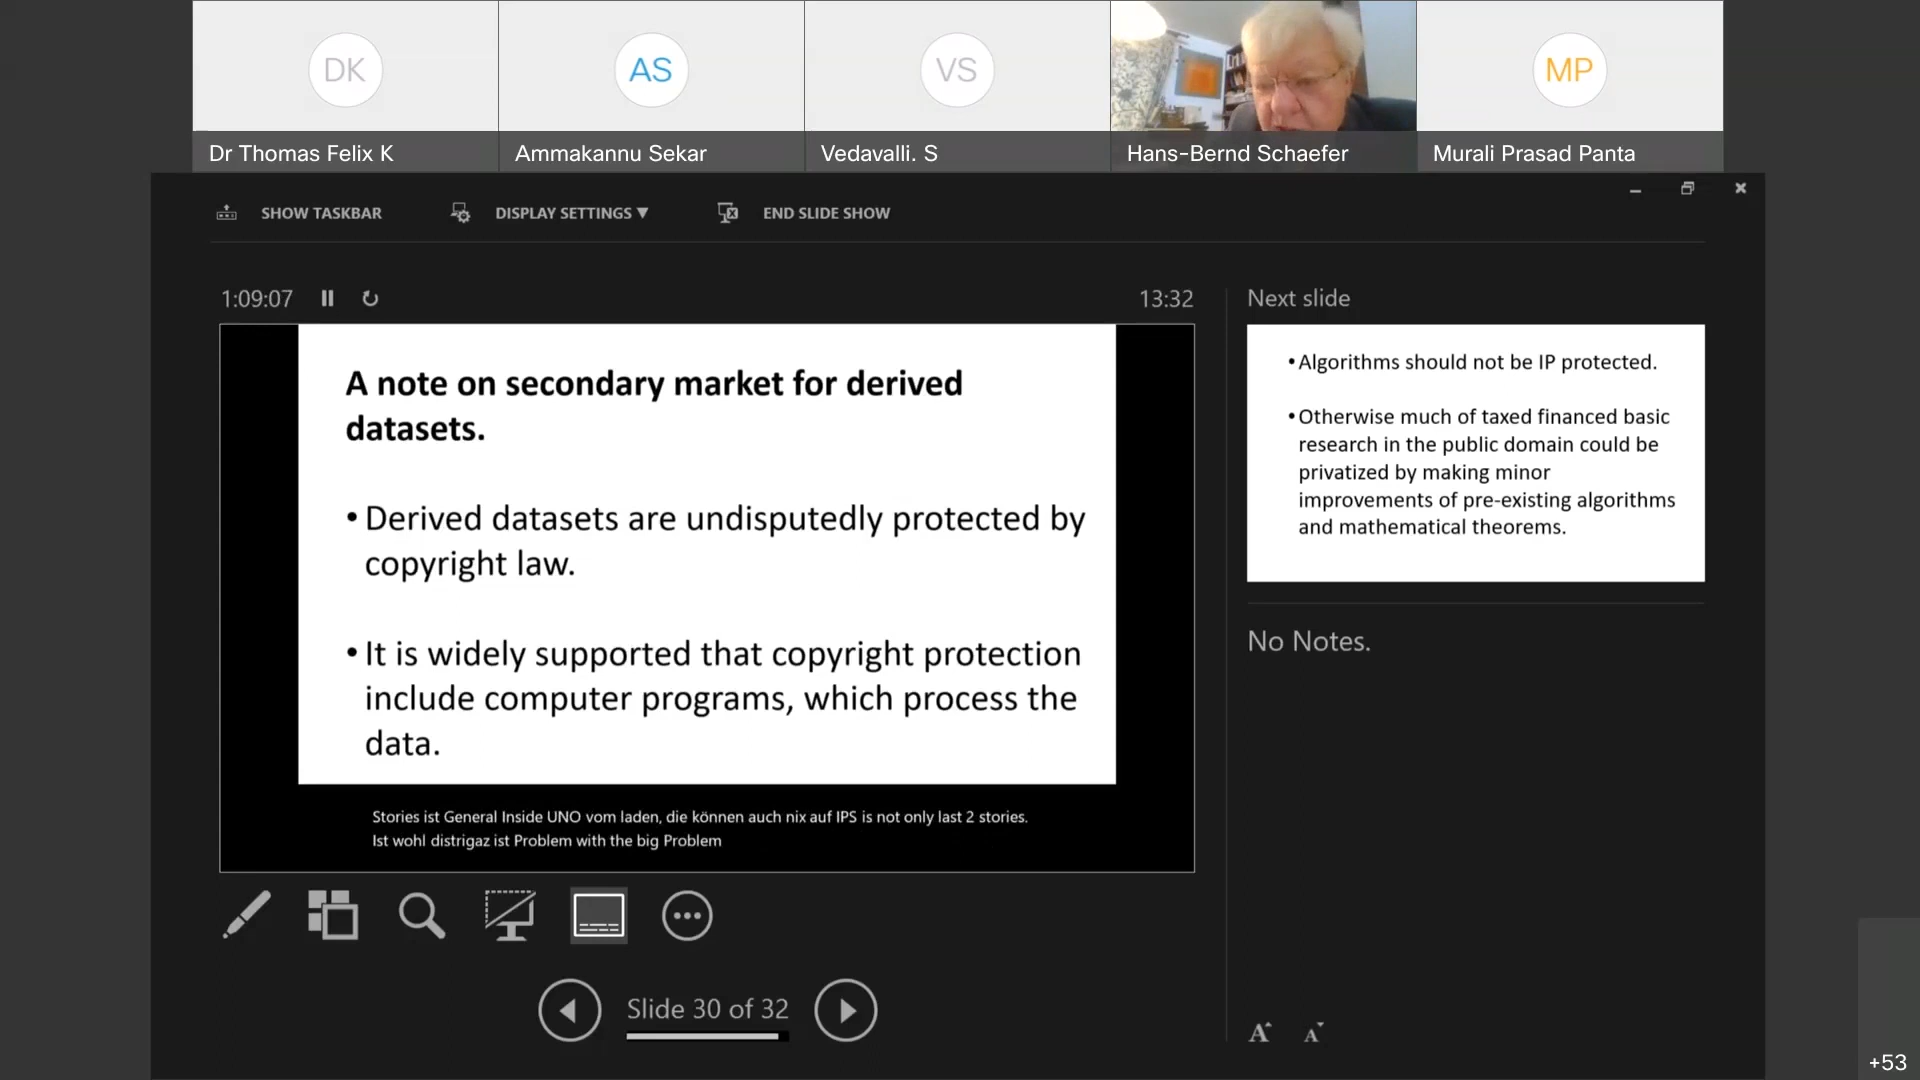 DK
AS
VS
MP
Dr Thomas Felix K
Ammakannu Sekar
Vedavalli. S
Hans-Bernd Schaefer
Murali Prasad Panta
SHOW TASKBAR
DISPLAY SETTINGS ▼
END SLIDE SHOW
1:09:07
13:32
A note on secondary market for derived
datasets.
• Derived datasets are undisputedly protected by
copyright law.
• It is widely supported that copyright protection
include computer programs, which process the
data.
Stories ist General Inside UNO vom laden, die können auch nix auf IPS is not only last 2 stories.
Ist wohl distrigaz ist Problem with the big Problem
Slide 30 of 32
Next slide
• Algorithms should not be IP protected.
• Otherwise much of taxed financed basic
research in the public domain could be
privatized by making minor
improvements of pre-existing algorithms
and mathematical theorems.
No Notes.
A A
+53